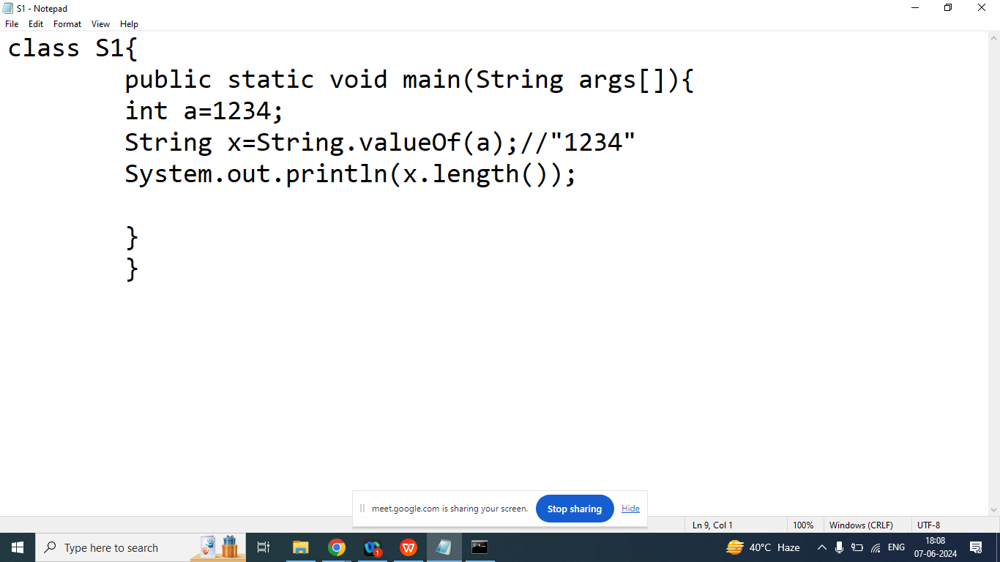 S1 - Notepad
File Edit Format View Help
class S1{
public static void main(String args[]){
int a=1234;
String x=String.valueOf(a);//"1234"
System.out.println(x.length());
}
}
meet.google.com is sharing your screen. Stop sharing Hide
Ln 9, Col 1 100% Windows (CRLF) UTF-8
Type here to search 1 W 40°C Haze ENG 18:08
07-06-2024